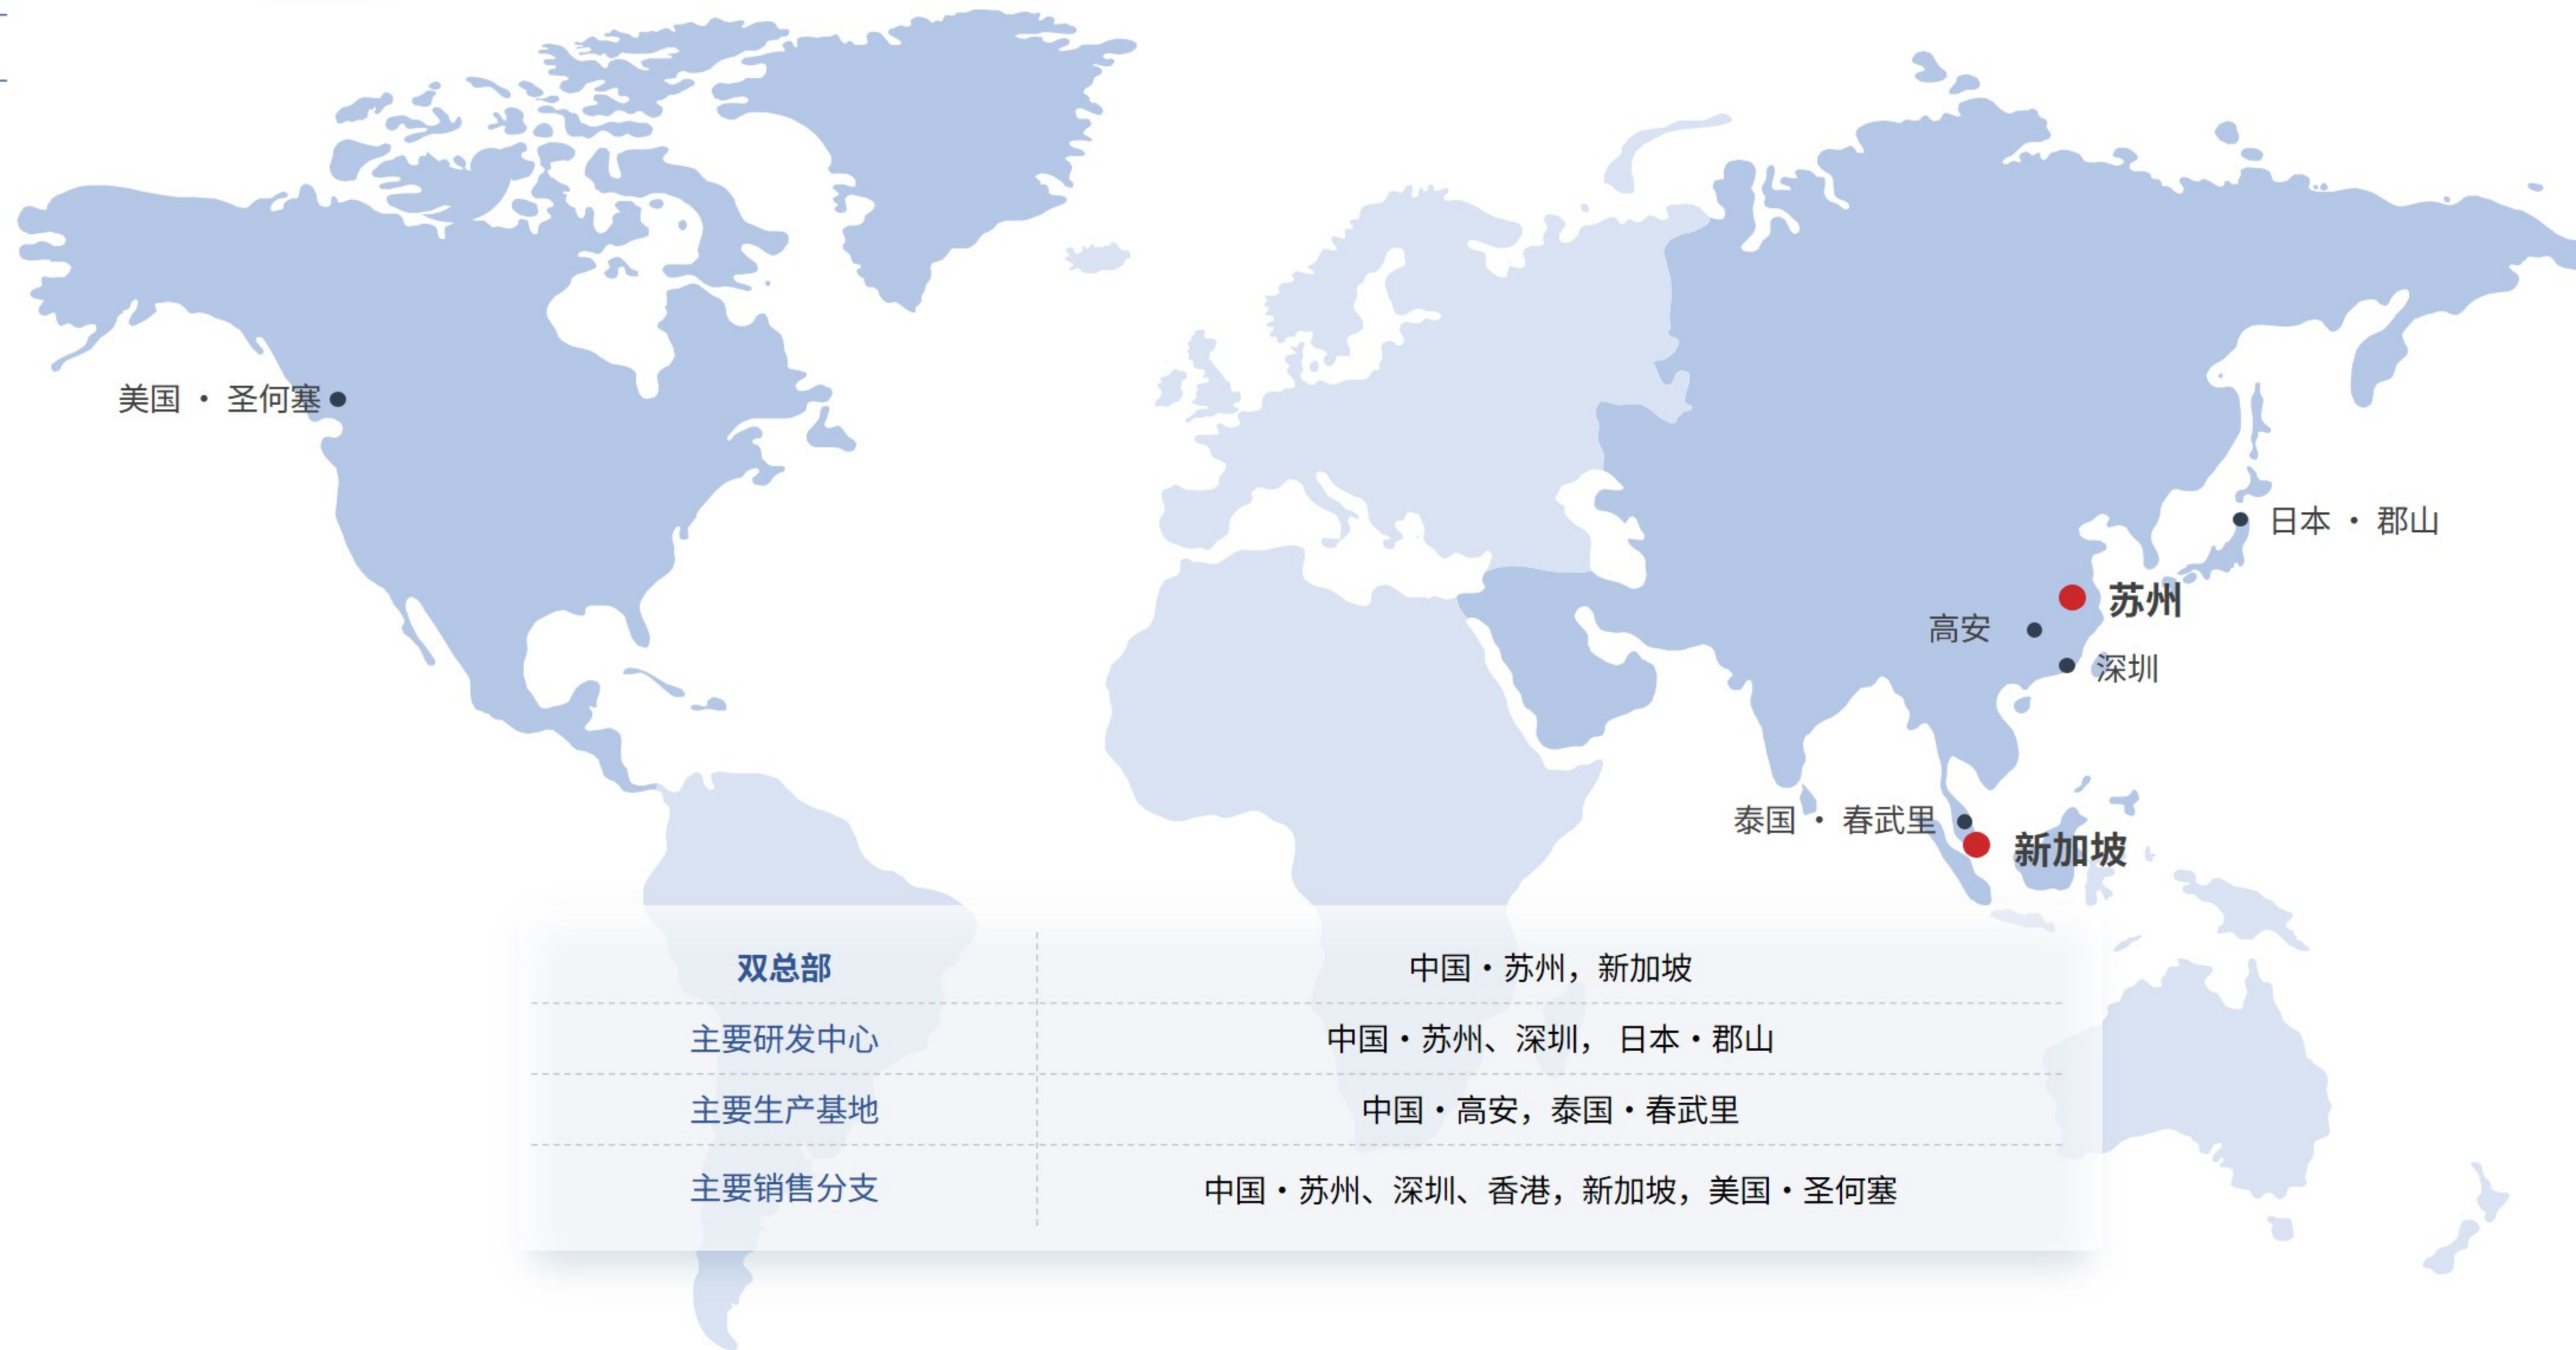 美国 · 圣何塞
日本 · 郡山
苏州
高安
深圳
泰国 · 春武里
新加坡
双总部 中国·苏州，新加坡
主要研发中心 中国·苏州、深圳， 日本·郡山
主要生产基地 中国·高安，泰国·春武里
主要销售分支 中国·苏州、深圳、香港，新加坡，美国·圣何塞